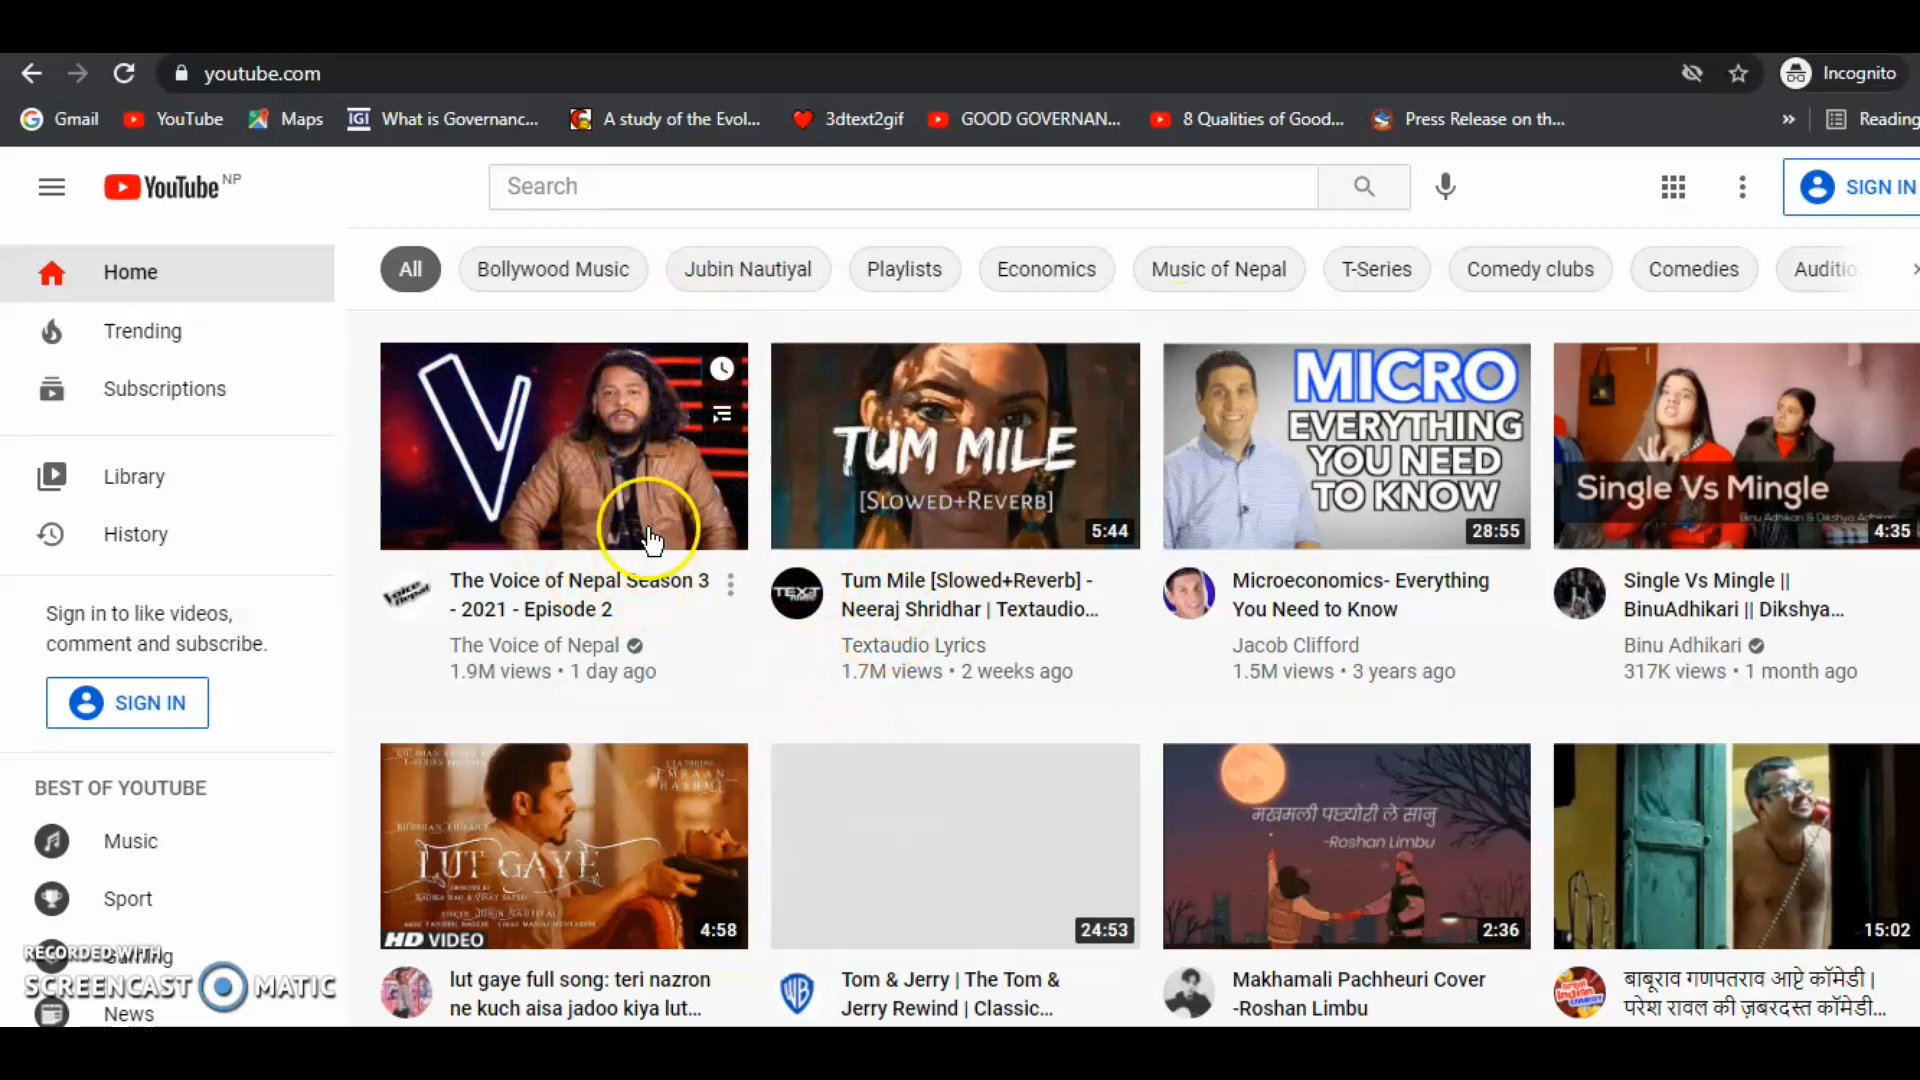 youtube.com
Incognito
Gmail
YouTube
Maps
IGI
What is Governanc...
A study of the Evol...
3dtext2gif
GOOD GOVERNAN...
8 Qualities of Good...
Press Release on th...
»
Reading
YouTube NP
Search
SIGN IN
Home
Trending
Subscriptions
Library
History
Sign in to like videos,
comment and subscribe.
SIGN IN
BEST OF YOUTUBE
Music
Sport
Gaming
News
RECORDED WITH
SCREENCAST MATIC
All
Bollywood Music
Jubin Nautiyal
Playlists
Economics
Music of Nepal
T-Series
Comedy clubs
Comedies
Auditio
V
The Voice of Nepal Season 3
- 2021 - Episode 2
The Voice of Nepal
1.9M views • 1 day ago
TUM MILE
[SLOWED+REVERB]
5:44
TEXT
Tum Mile [Slowed+Reverb] -
Neeraj Shridhar | Textaudio...
Textaudio Lyrics
1.7M views • 2 weeks ago
MICRO
EVERYTHING
YOU NEED
TO KNOW
28:55
Microeconomics- Everything
You Need to Know
Jacob Clifford
1.5M views • 3 years ago
Single Vs Mingle
Binu Adhikari & Dikshya Adhikari
4:35
Single Vs Mingle ||
BinuAdhikari || Dikshya...
Binu Adhikari
317K views • 1 month ago
EMRAAN
HASHMI
LUT GAYE
JUBIN NAUTIYAL
HD VIDEO
4:58
lut gaye full song: teri nazron
ne kuch aisa jadoo kiya lut...
24:53
WB
Tom & Jerry | The Tom &
Jerry Rewind | Classic...
मखमली पछ्यौरी ले सानु
-Roshan Limbu
2:36
Makhamali Pachheuri Cover
-Roshan Limbu
15:02
बाबूराव गणपतराव आप्टे कॉमेडी |
परेश रावल की ज़बरदस्त कॉमेडी...